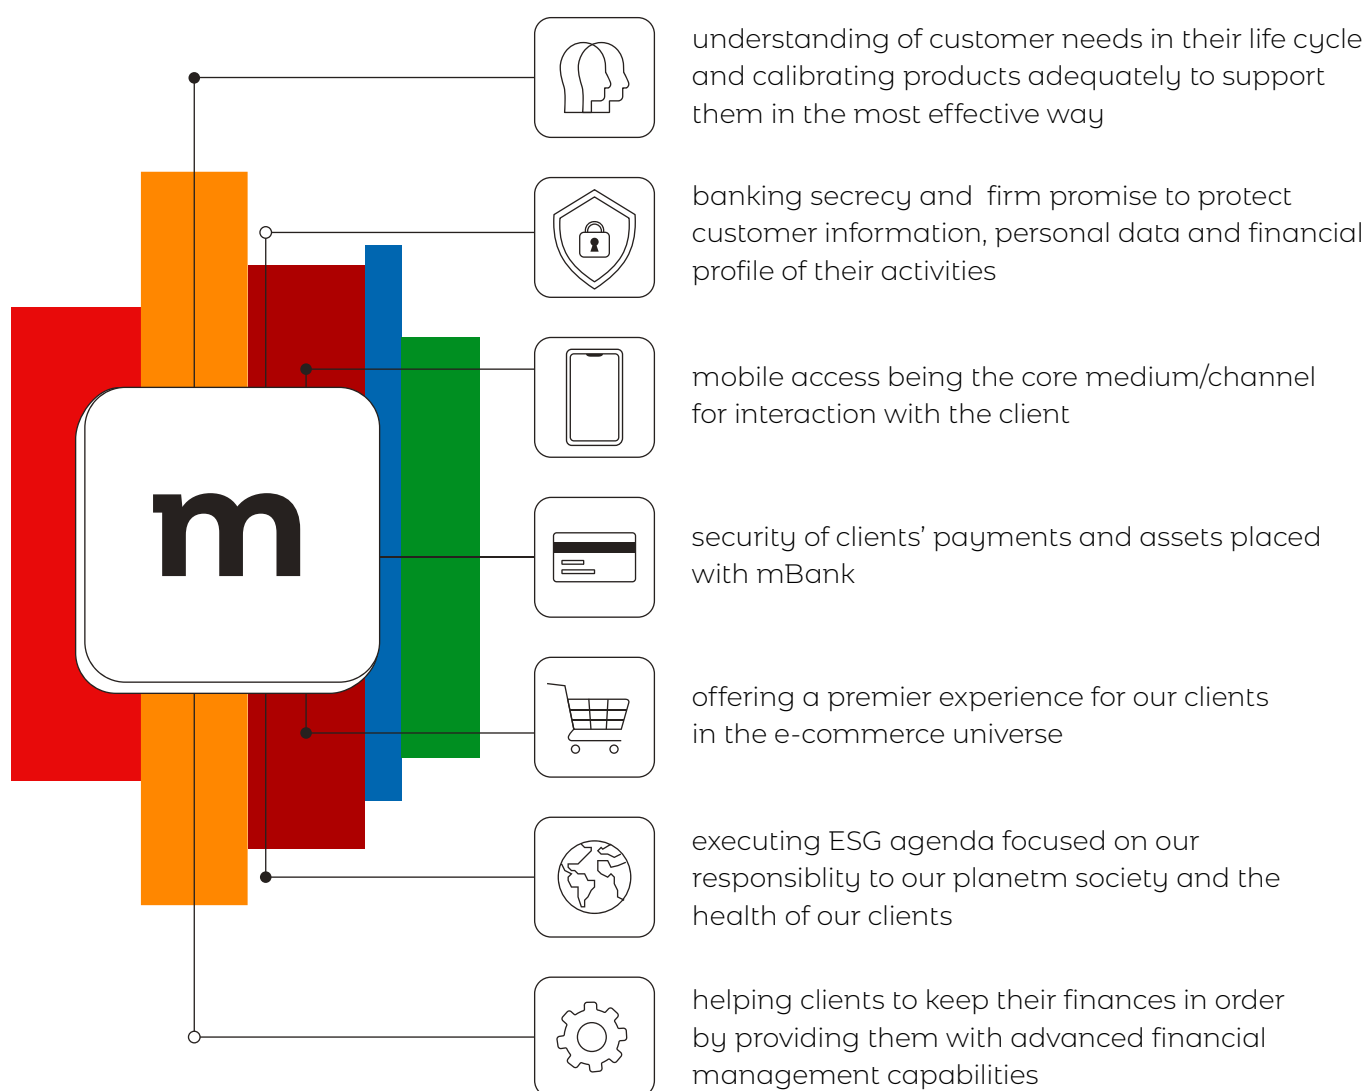 understanding of customer needs in their life cycle
and calibrating products adequately to support
them in the most effective way
banking secrecy and firm promise to protect
customer information, personal data and financial
profile of their activities
mobile access being the core medium/channel
for interaction with the client
m
security of clients’ payments and assets placed
with mBank
offering a premier experience for our clients
in the e-commerce universe
executing ESG agenda focused on our
responsiblity to our planetm society and the
health of our clients
helping clients to keep their finances in order
by providing them with advanced financial
management capabilities